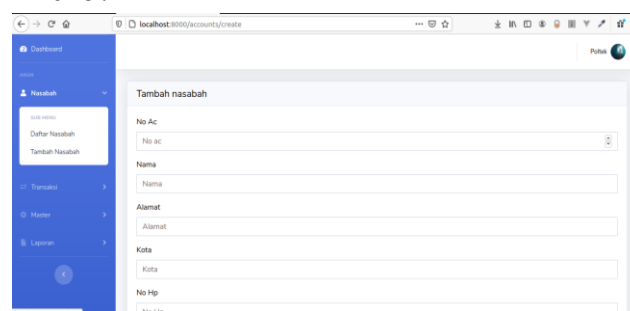 localhost:8000/accounts/create
Dashboard
Poltek
Nasabah
SUB MENU
Daftar Nasabah
Tambah Nasabah
Transaksi
Master
Laporan
Tambah nasabah
No Ac
No ac
Nama
Nama
Alamat
Alamat
Kota
Kota
No Hp